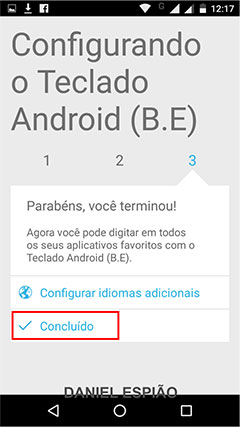 G 12:17
Configurando
o Teclado
Android (B.E)
1 2 3
Parabéns, você terminou!
Agora você pode digitar em todos
os seus aplicativos favoritos com o
Teclado Android (B.E).
Configurar idiomas adicionais
Concluído
DANIEL ESPIÃO